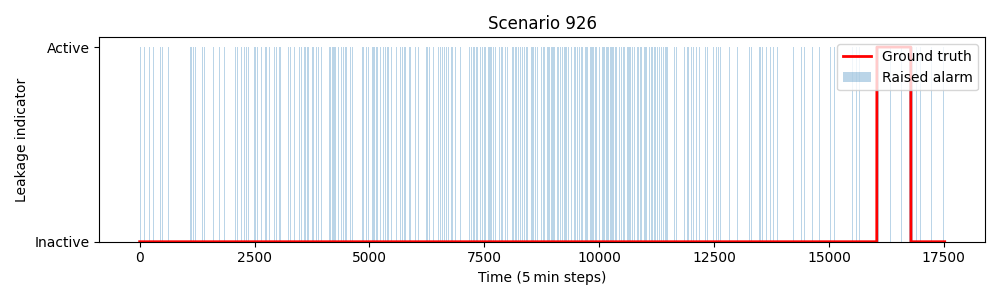 Scenario 926
Active
Inactive
Leakage indicator
Ground truth
Raised alarm
0
2500
5000
7500
10000
12500
15000
17500
Time (5 min steps)